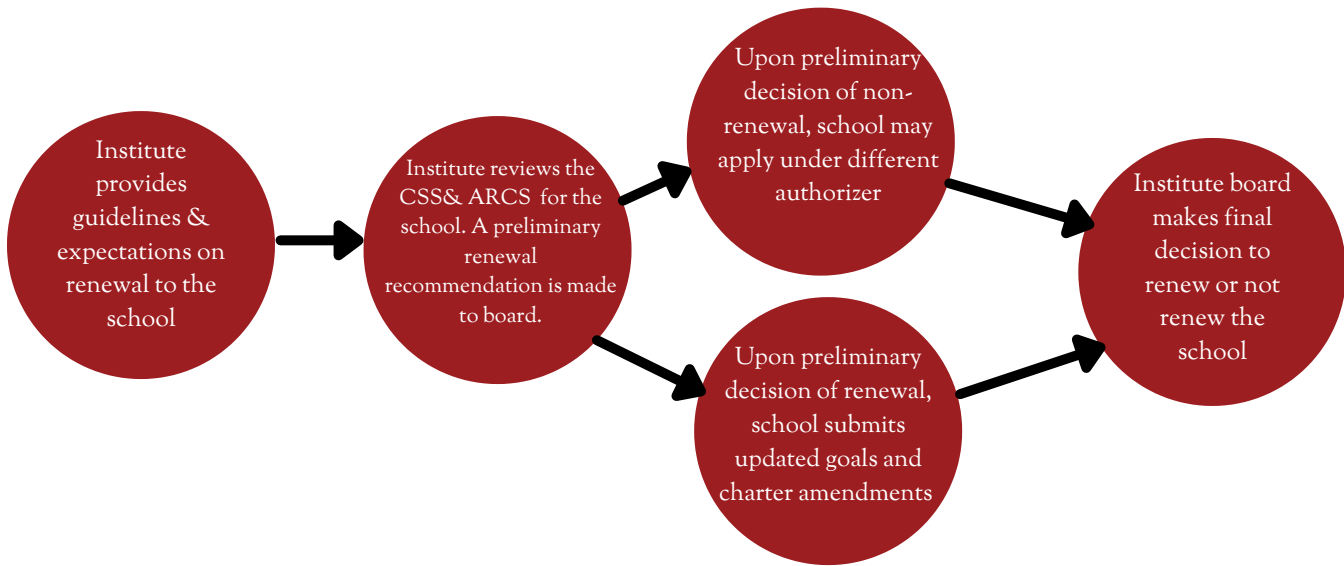 Institute
provides
guidelines &
expectations on
renewal to the
school
Institute reviews the
CSS& ARCS for the
school. A preliminary
renewal
recommendation is made
to board.
Upon preliminary
decision of non-
renewal, school may
apply under different
authorizer
Upon preliminary
decision of renewal,
school submits
updated goals and
charter amendments
Institute board
makes final
decision to
renew or not
renew the
school